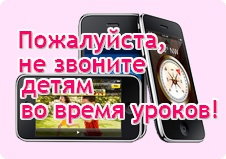 Пожалуйста,
не звоните
детям
во время уроков!